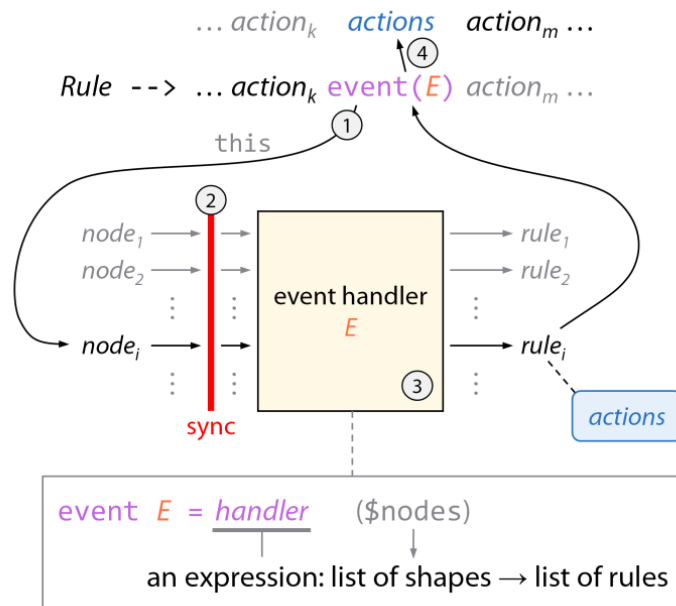 … action_k actions action_m …
④
Rule --> … action_k event(E) action_m …
①
this
②
node_1 rule_1
node_2 rule_2
⋮ ⋮ ⋮
event handler
E
node_i rule_i
③
⋮ ⋮ ⋮
actions
sync
event E = handler ($nodes)
an expression: list of shapes → list of rules